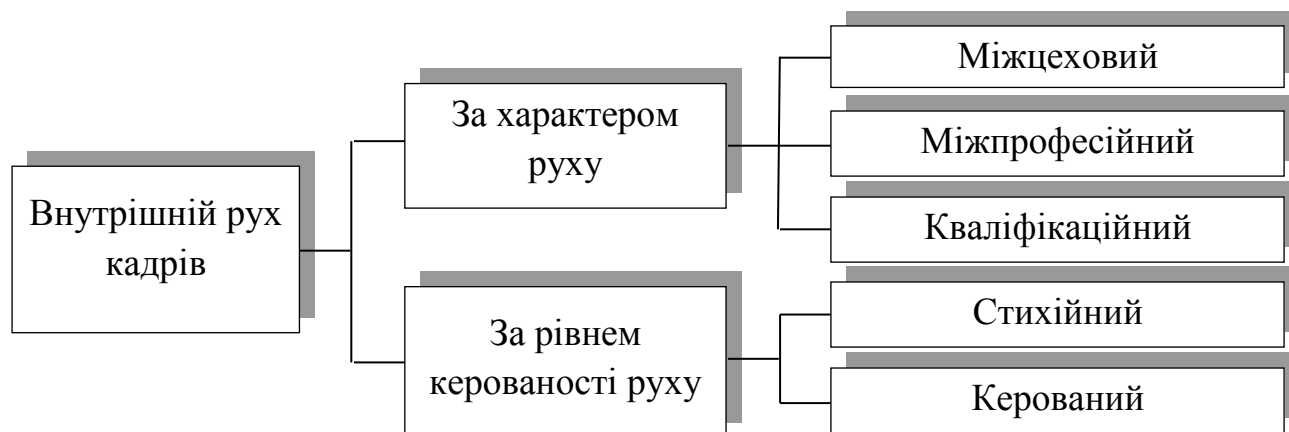 Внутрішній рух
кадрів
За характером
руху
Міжцеховий
Міжпрофесійний
Кваліфікаційний
За рівнем
керованості руху
Стихійний
Керований